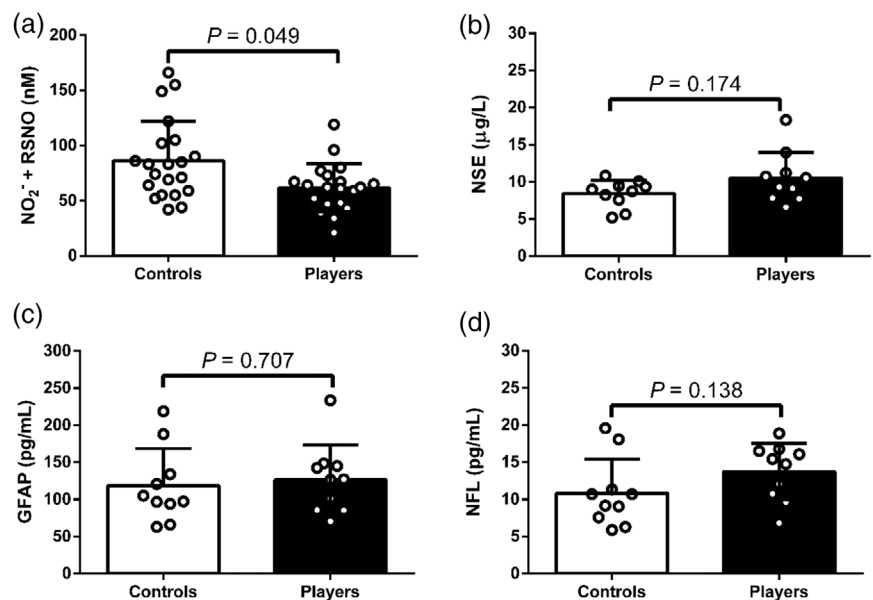 (a)
P = 0.049
NO₂⁻ + RSNO (nM)
200
150
100
50
0
Controls
Players
(b)
P = 0.174
NSE (µg/L)
30
25
20
15
10
5
0
Controls
Players
(c)
P = 0.707
GFAP (pg/mL)
300
250
200
150
100
50
0
Controls
Players
(d)
P = 0.138
NFL (pg/mL)
30
25
20
15
10
5
0
Controls
Players